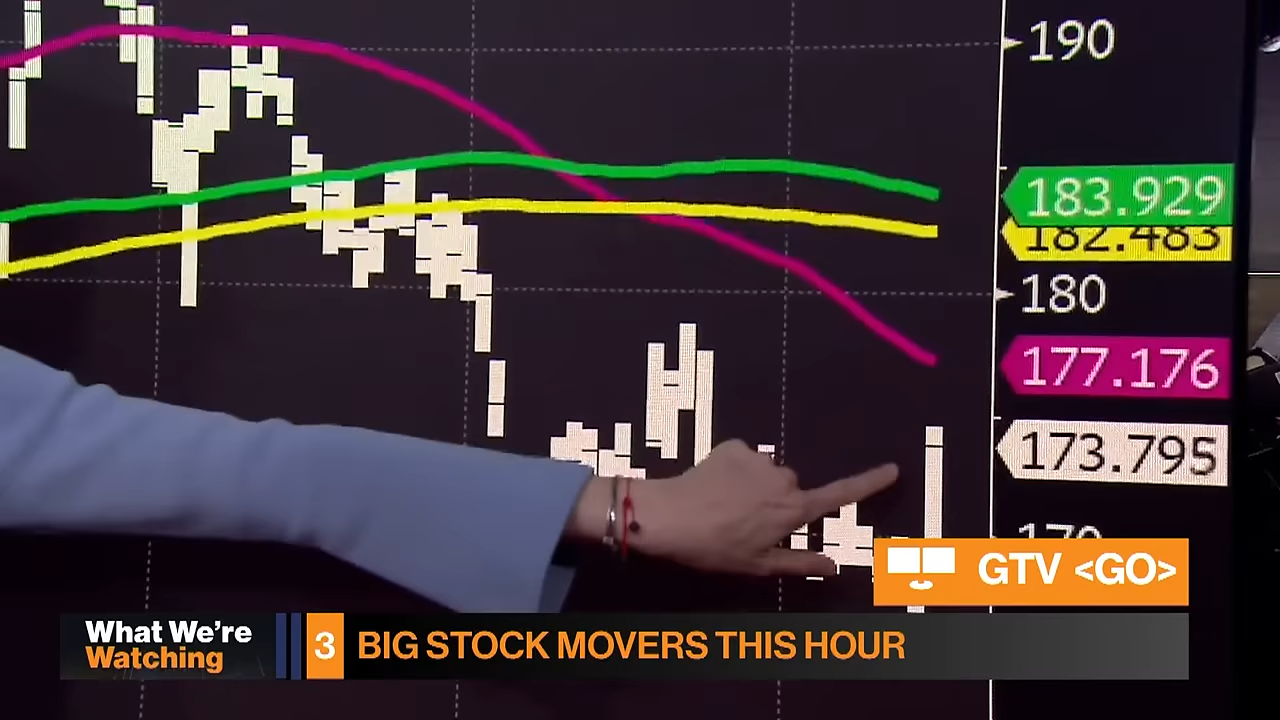 190
183.929
182.483
180
177.176
173.795
170
GTV <GO>
What We're
Watching
3 BIG STOCK MOVERS THIS HOUR